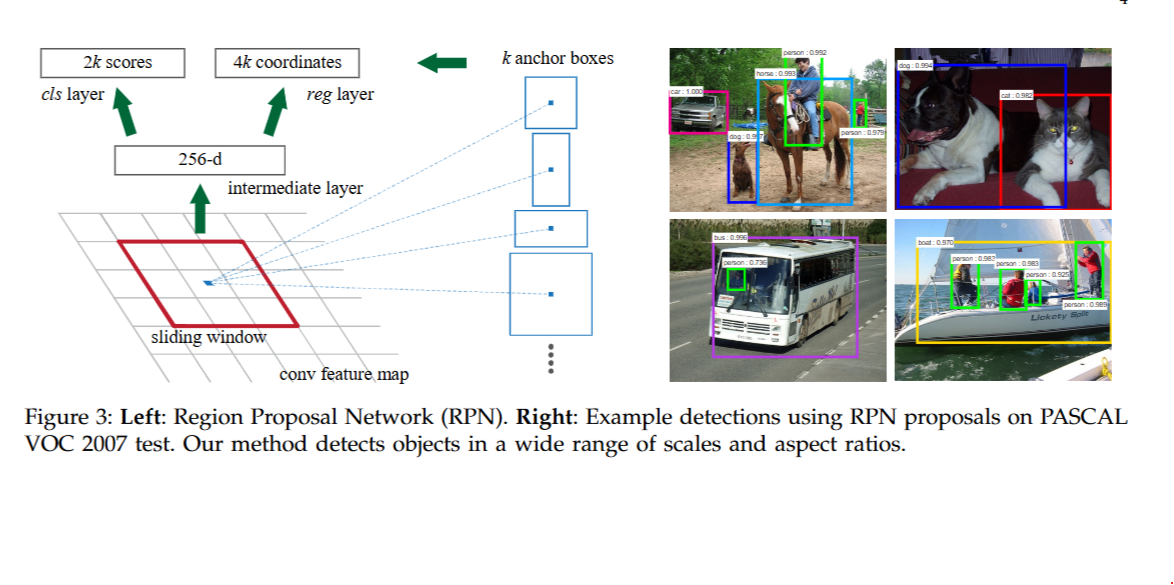 2k scores
4k coordinates
k anchor boxes
cls layer
reg layer
256-d
intermediate layer
sliding window
conv feature map
person : 0.992
horse : 0.993
car : 1.000
dog : 0.997
person : 0.979
dog : 0.994
cat : 0.982
bus : 0.996
person : 0.736
boat : 0.970
person : 0.983
person : 0.983
person : 0.925
person : 0.989
Lickety Split
Figure 3: Left: Region Proposal Network (RPN). Right: Example detections using RPN proposals on PASCAL
VOC 2007 test. Our method detects objects in a wide range of scales and aspect ratios.